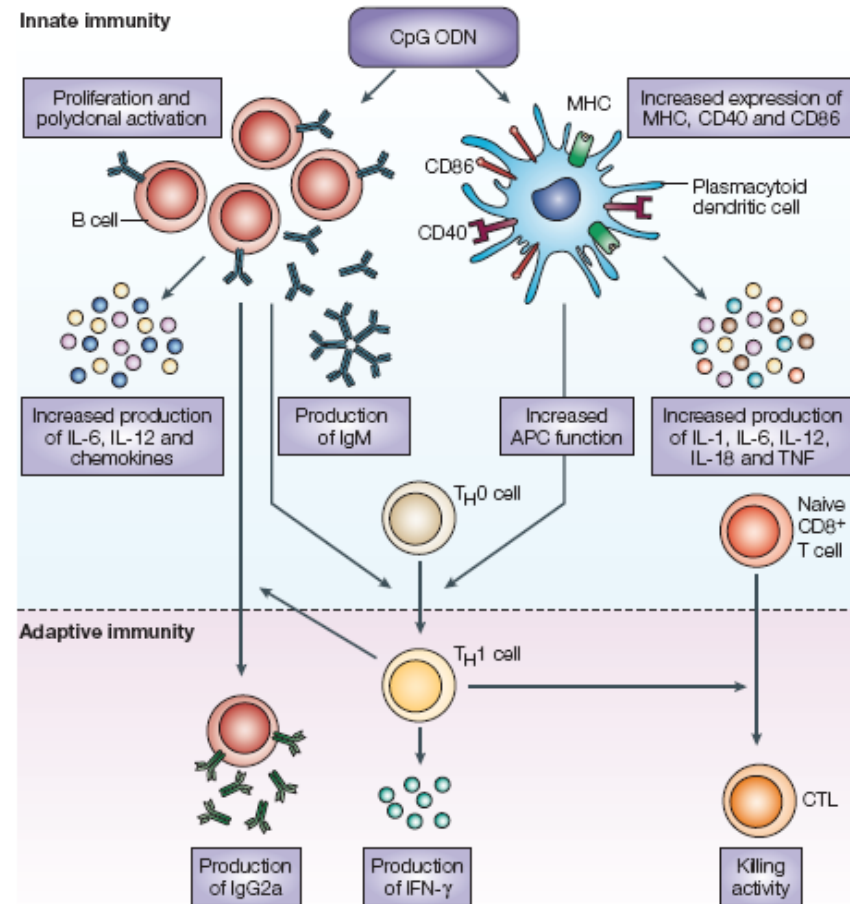 Innate immunity
CpG ODN
Proliferation and
polyclonal activation
MHC
Increased expression of
MHC, CD40 and CD86
CD86
Plasmacytoid
dendritic cell
B cell
CD40
Increased production
of IL-6, IL-12 and
chemokines
Production
of IgM
Increased
APC function
Increased production
of IL-1, IL-6, IL-12,
IL-18 and TNF
TH0 cell
Naive
CD8+
T cell
Adaptive immunity
TH1 cell
CTL
Production
of IgG2a
Production
of IFN-γ
Killing
activity